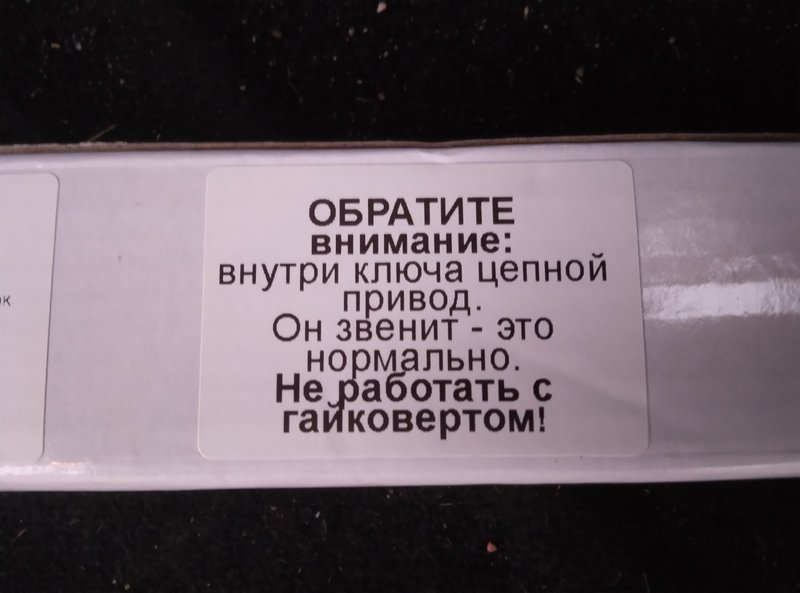 ОБРАТИТЕ
внимание:
внутри ключа цепной
привод.
Он звенит - это
нормально.
Не работать с
гайковертом!